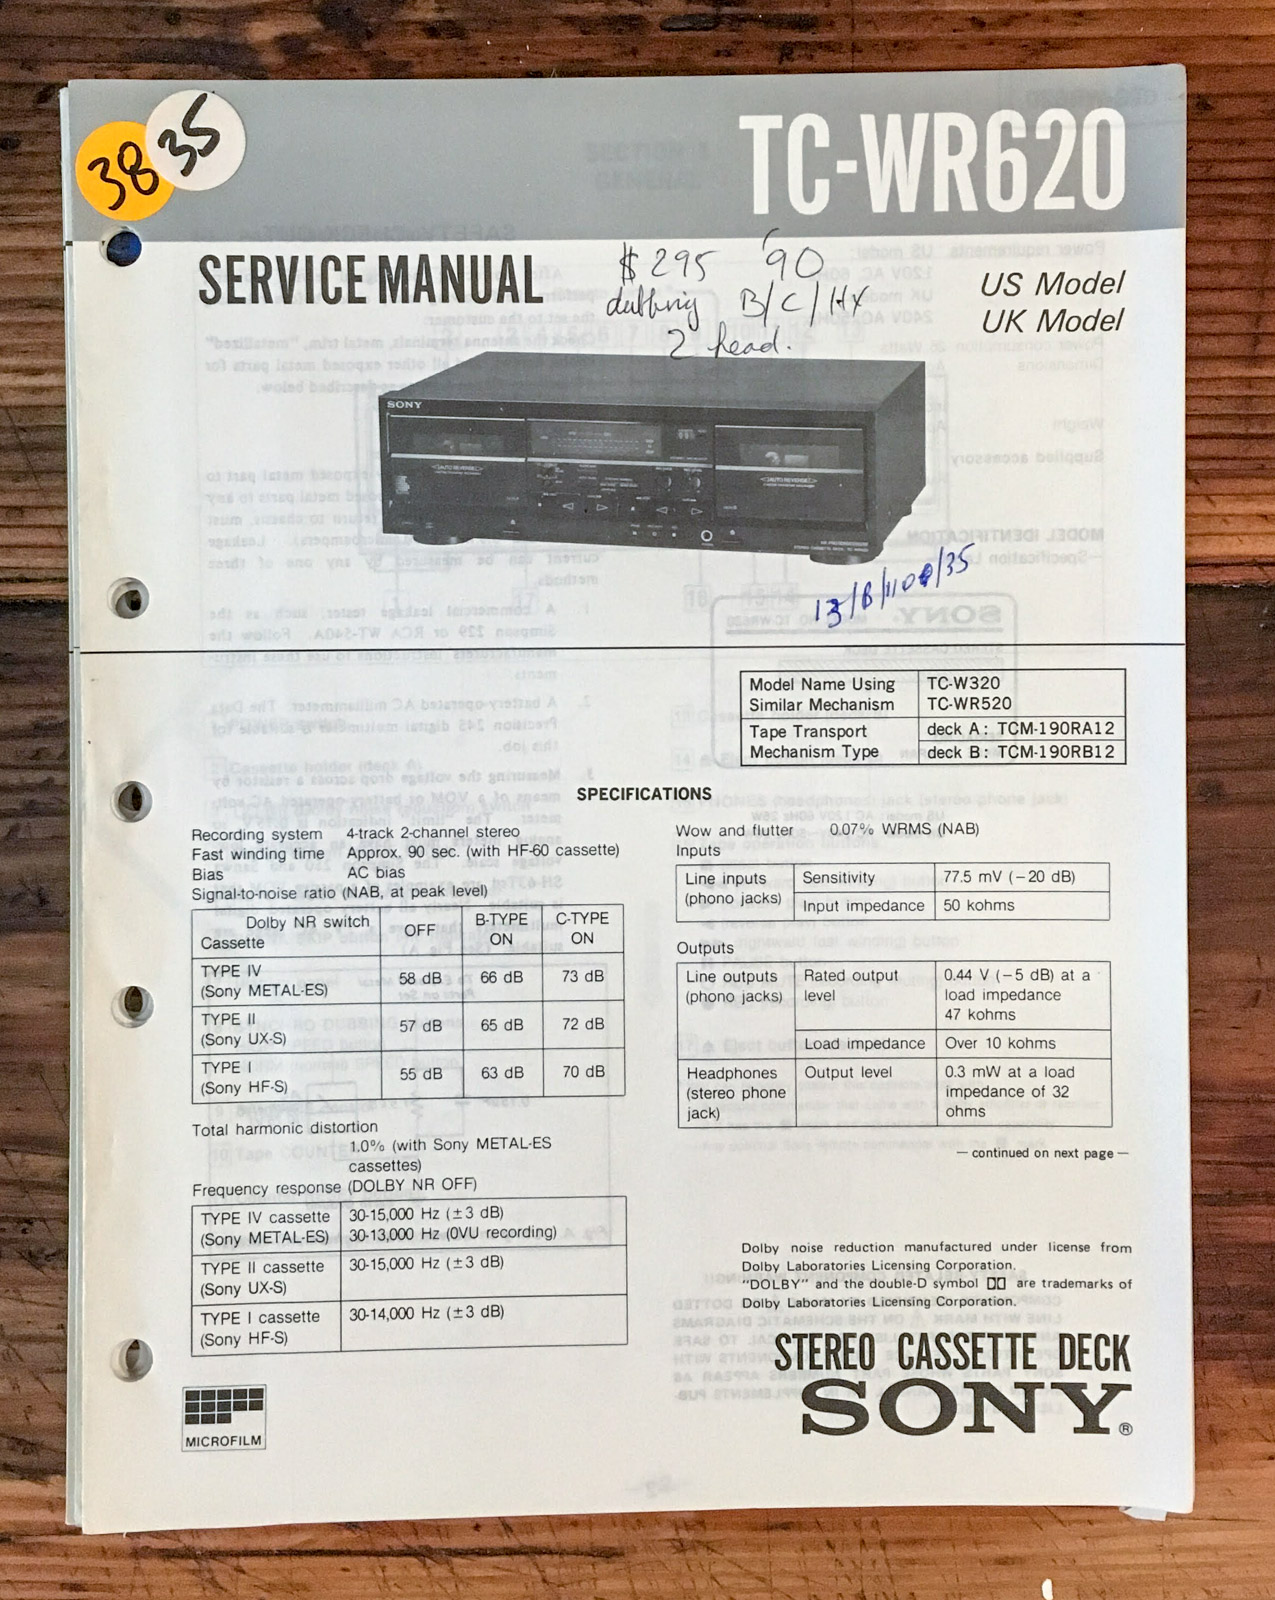 38
35
TC-WR620
SERVICE MANUAL
$295 '90
dubbing B/C/HX
2 head.
US Model
UK Model
SONY
Model Name Using Similar Mechanism TC-W320 TC-WR520
Tape Transport Mechanism Type deck A: TCM-190RA12
deck B: TCM-190RB12
SPECIFICATIONS
Recording system 4-track 2-channel stereo
Fast winding time Approx. 90 sec. (with HF-60 cassette)
Bias AC bias
Signal-to-noise ratio (NAB, at peak level)
Dolby NR switch OFF B-TYPE ON C-TYPE ON
Cassette
TYPE IV (Sony METAL-ES) 58 dB 66 dB 73 dB
TYPE II (Sony UX-S) 57 dB 65 dB 72 dB
TYPE I (Sony HF-S) 55 dB 63 dB 70 dB
Total harmonic distortion
1.0% (with Sony METAL-ES
cassettes)
Frequency response (DOLBY NR OFF)
TYPE IV cassette 30-15,000 Hz (±3 dB)
(Sony METAL-ES) 30-13,000 Hz (0VU recording)
TYPE II cassette 30-15,000 Hz (±3 dB)
(Sony UX-S)
TYPE I cassette 30-14,000 Hz (±3 dB)
(Sony HF-S)
MICROFILM
Wow and flutter 0.07% WRMS (NAB)
Inputs
Line inputs (phono jacks) Sensitivity 77.5 mV (−20 dB)
Input impedance 50 kohms
Outputs
Line outputs (phono jacks) Rated output level 0.44 V (−5 dB) at a load impedance 47 kohms
Load impedance Over 10 kohms
Headphones (stereo phone jack) Output level 0.3 mW at a load impedance of 32 ohms
— continued on next page —
Dolby noise reduction manufactured under license from
Dolby Laboratories Licensing Corporation.
"DOLBY" and the double-D symbol are trademarks of
Dolby Laboratories Licensing Corporation.
STEREO CASSETTE DECK
SONY®